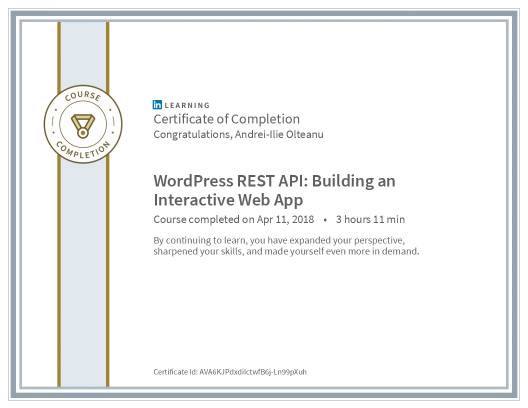 COURSE
COMPLETION
in LEARNING
Certificate of Completion
Congratulations, Andrei-Ilie Olteanu
WordPress REST API: Building an
Interactive Web App
Course completed on Apr 11, 2018 • 3 hours 11 min
By continuing to learn, you have expanded your perspective,
sharpened your skills, and made yourself even more in demand.
Certificate Id: AVA6KJPdxdilctwfB6j-Ln99pXuh